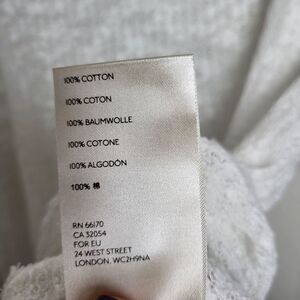 100% COTTON
100% COTON
100% BAUMWOLLE
100% COTONE
100% ALGODÓN
100% 棉
RN 66170
CA 32054
FOR EU
24 WEST STREET
LONDON. WC2H9NA